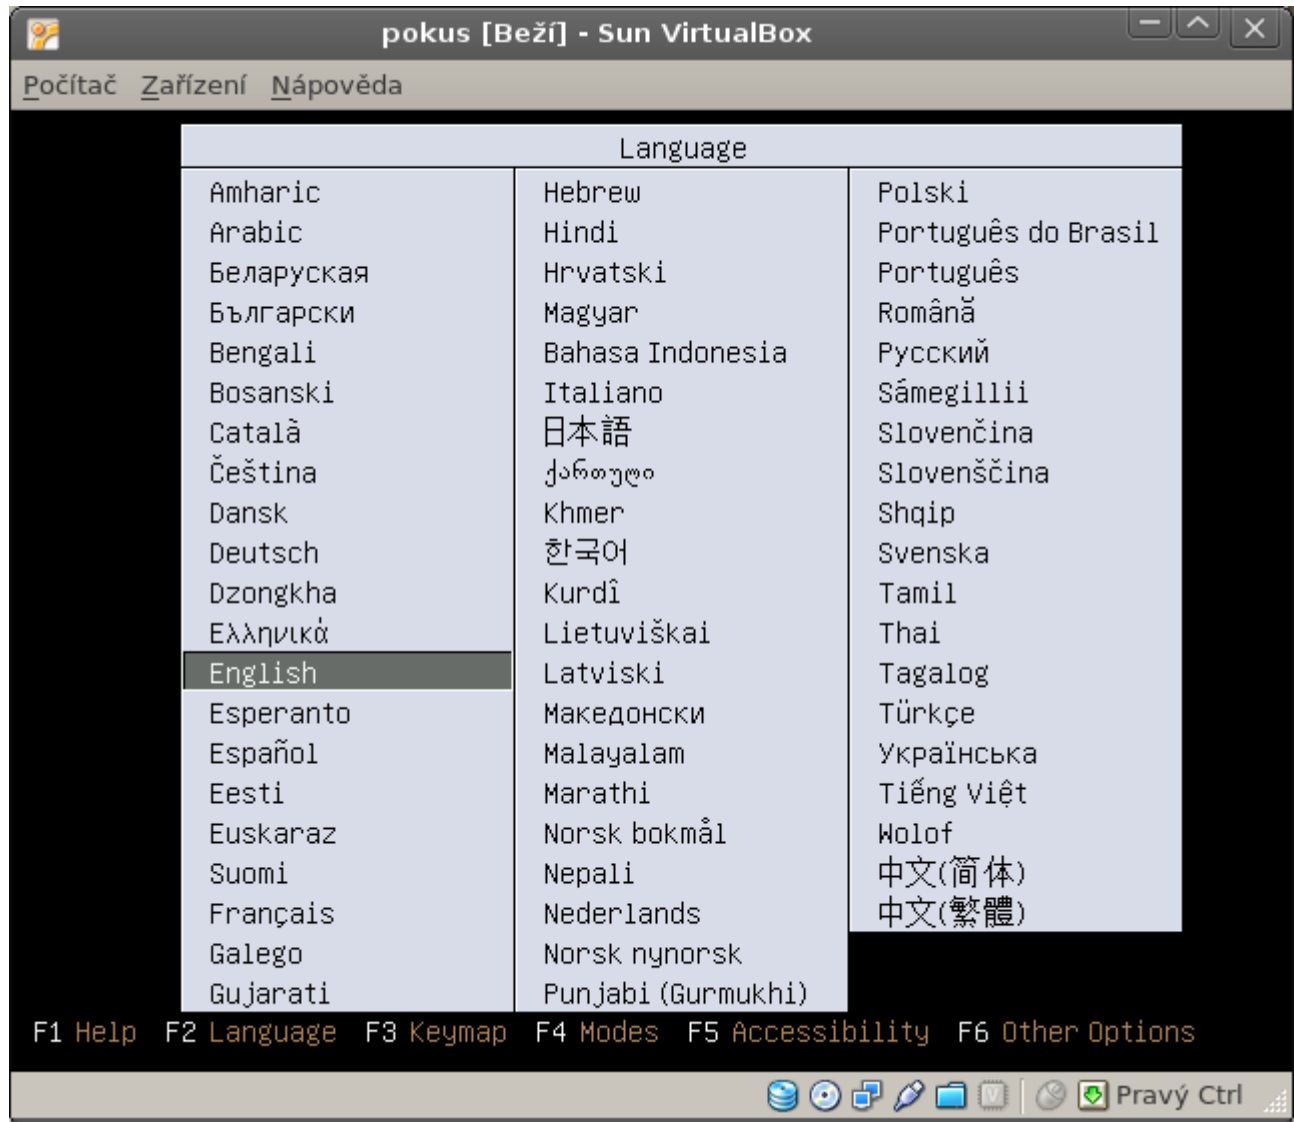 pokus [Beží] - Sun VirtualBox
Počítač Zařízení Nápověda
Language
Amharic
Arabic
Беларуская
Български
Bengali
Bosanski
Català
Čeština
Dansk
Deutsch
Dzongkha
Ελληνικά
English
Esperanto
Español
Eesti
Euskaraz
Suomi
Français
Galego
Gujarati
Hebrew
Hindi
Hrvatski
Magyar
Bahasa Indonesia
Italiano
日本語
ქართული
Khmer
한국어
Kurdî
Lietuviškai
Latviski
Македонски
Malayalam
Marathi
Norsk bokmål
Nepali
Nederlands
Norsk nynorsk
Punjabi (Gurmukhi)
Polski
Português do Brasil
Português
Română
Русский
Sámegillii
Slovenčina
Slovenščina
Shqip
Svenska
Tamil
Thai
Tagalog
Türkçe
Українська
Tiếng Việt
Wolof
中文(简体)
中文(繁體)
F1 Help F2 Language F3 Keymap F4 Modes F5 Accessibility F6 Other Options
Pravý Ctrl